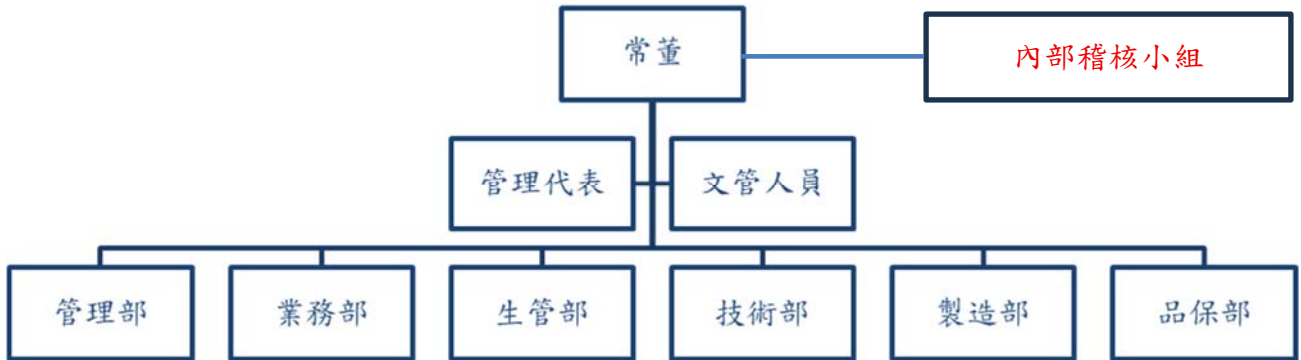 常董
內部稽核小組
管理代表
文管人員
管理部
業務部
生管部
技術部
製造部
品保部